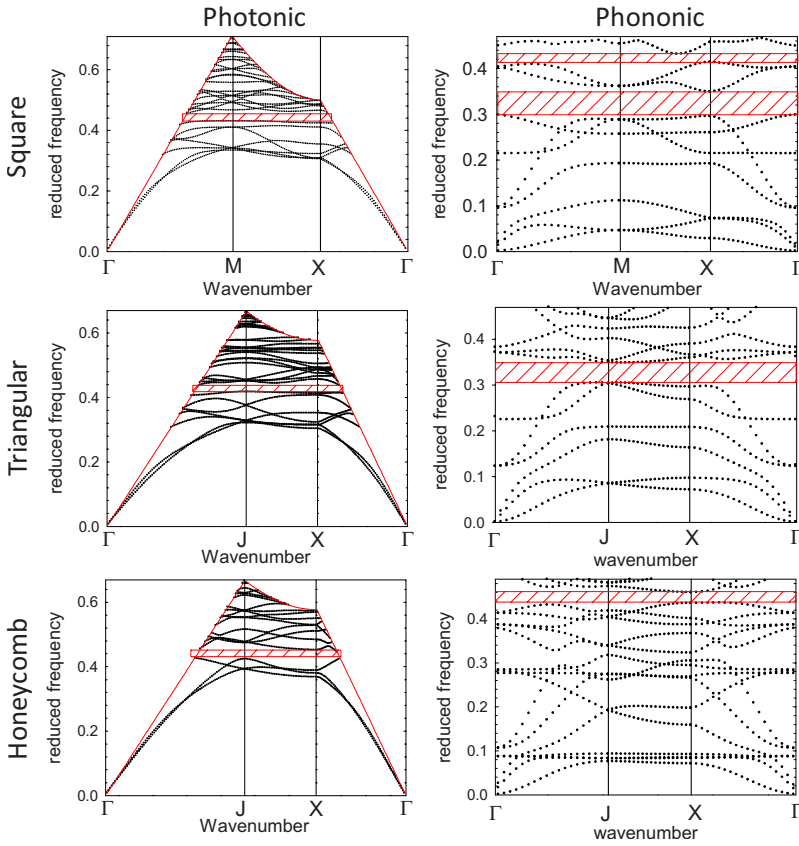 Photonic
Phononic
Square
reduced frequency
0.6
0.4
0.2
0.0
Γ
M
X
Γ
Wavenumber
reduced frequency
0.4
0.3
0.2
0.1
0.0
Γ
M
X
Γ
Wavenumber
Triangular
reduced frequency
0.6
0.4
0.2
0.0
Γ
J
X
Γ
Wavenumber
reduced frequency
0.4
0.3
0.2
0.1
0.0
Γ
J
X
Γ
wavenumber
Honeycomb
reduced frequency
0.6
0.4
0.2
0.0
Γ
J
X
Γ
Wavenumber
reduced frequency
0.4
0.3
0.2
0.1
0.0
Γ
J
X
Γ
wavenumber